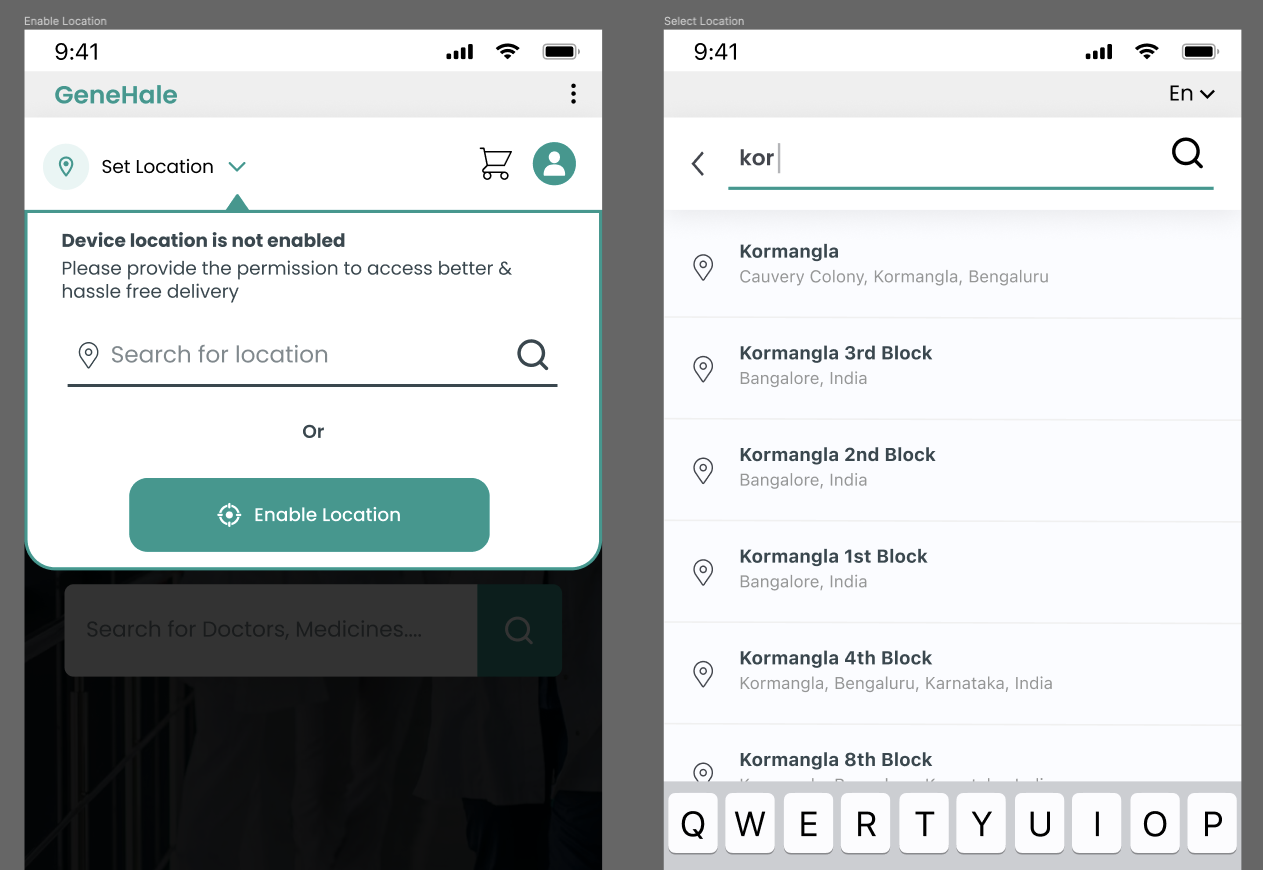 Enable Location
9:41
GeneHale
Set Location
Device location is not enabled
Please provide the permission to access better &
hassle free delivery
Search for location
Or
Enable Location
Search for Doctors, Medicines....
Select Location
9:41
En
kor
Kormangla
Cauvery Colony, Kormangla, Bengaluru
Kormangla 3rd Block
Bangalore, India
Kormangla 2nd Block
Bangalore, India
Kormangla 1st Block
Bangalore, India
Kormangla 4th Block
Kormangla, Bengaluru, Karnataka, India
Kormangla 8th Block
Q W E R T Y U I O P